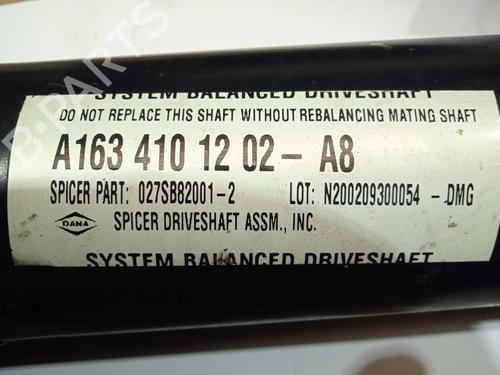 SYSTEM BALANCED DRIVESHAFT
DO NOT REPLACE THIS SHAFT WITHOUT REBALANCING MATING SHAFT
A163 410 12 02- A8
SPICER PART: 027SB82001-2 LOT: N200209300054 -DMG
DANA SPICER DRIVESHAFT ASSM., INC.
SYSTEM BALANCED DRIVESHAFT
B-PARTS